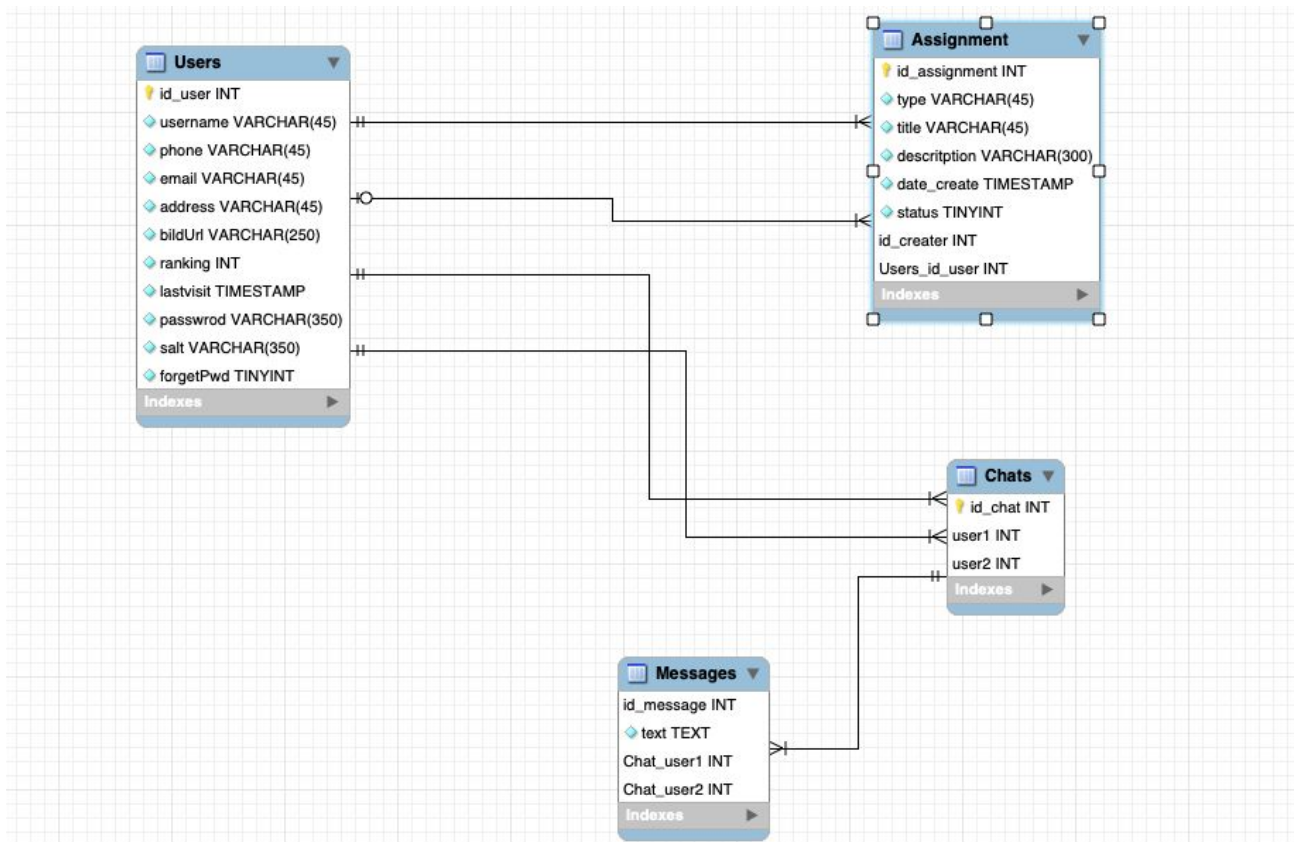 Users
id_user INT
username VARCHAR(45)
phone VARCHAR(45)
email VARCHAR(45)
address VARCHAR(45)
bildUrl VARCHAR(250)
ranking INT
lastvisit TIMESTAMP
passwrod VARCHAR(350)
salt VARCHAR(350)
forgetPwd TINYINT
Indexes
Assignment
id_assignment INT
type VARCHAR(45)
title VARCHAR(45)
descritption VARCHAR(300)
date_create TIMESTAMP
status TINYINT
id_creater INT
Users_id_user INT
Indexes
Chats
id_chat INT
user1 INT
user2 INT
Indexes
Messages
id_message INT
text TEXT
Chat_user1 INT
Chat_user2 INT
Indexes